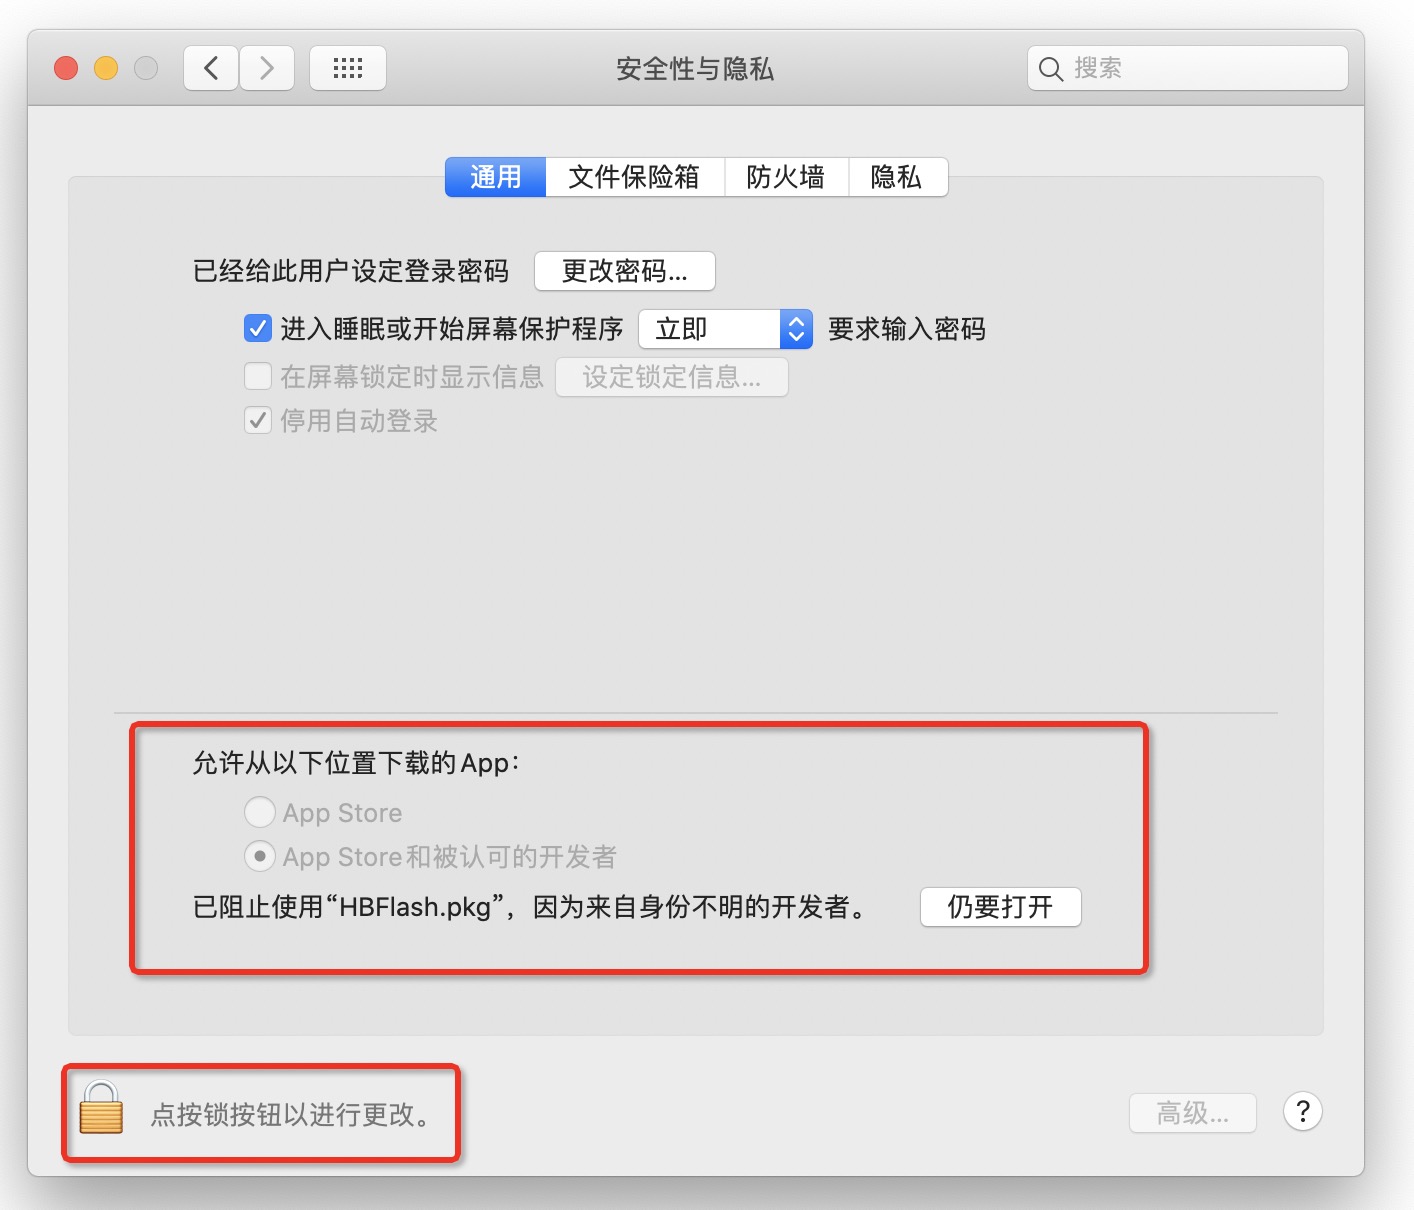 安全性与隐私
搜索
通用 文件保险箱 防火墙 隐私
已经给此用户设定登录密码 更改密码...
进入睡眠或开始屏幕保护程序 立即 要求输入密码
在屏幕锁定时显示信息 设定锁定信息...
停用自动登录
允许从以下位置下载的App：
App Store
App Store和被认可的开发者
已阻止使用“HBFlash.pkg”，因为来自身份不明的开发者。 仍要打开
点按锁按钮以进行更改。
高级... ?